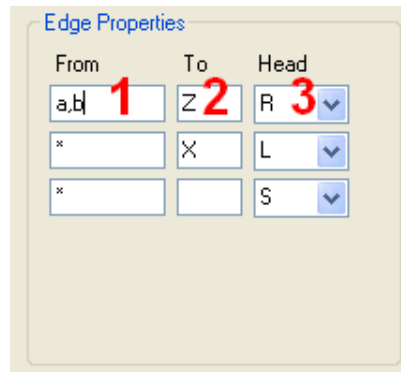 Edge Properties
From To Head
a,b 1 Z 2 R 3
* X L
* S